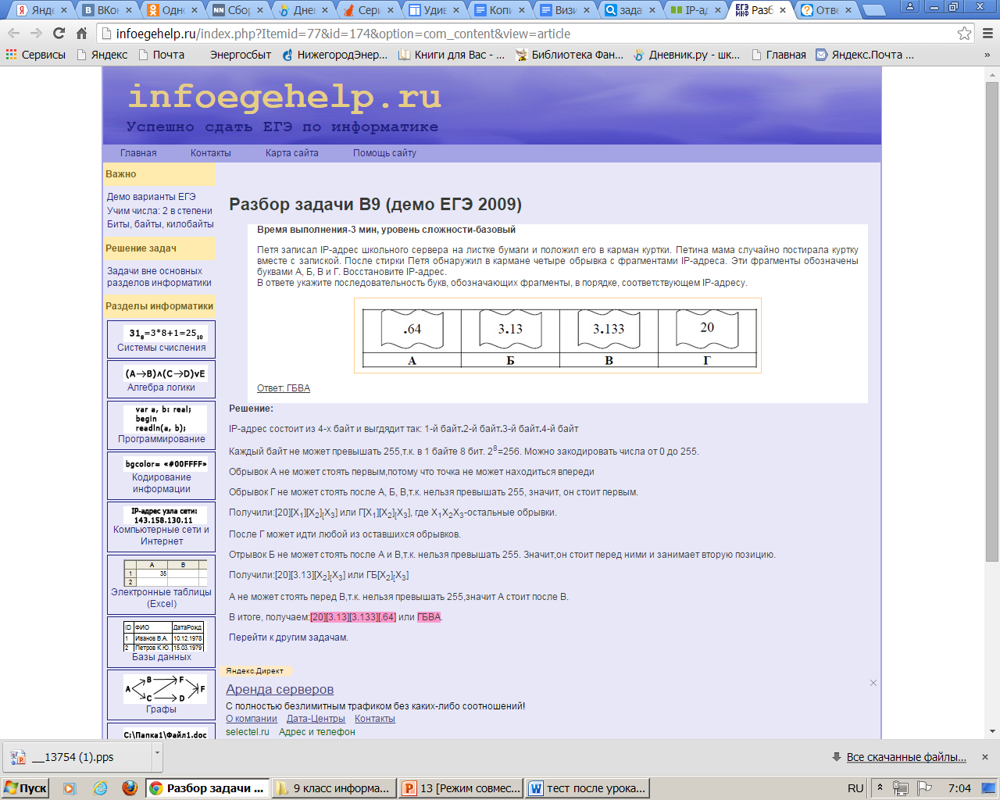 Янде
ВКон
Одно
Сбор
Днев
Сери
Удив
Копи
Визи
зада
IP-ад
Разб
Отве
infoegehelp.ru/index.php?Itemid=77&id=174&option=com_content&view=article
Сервисы Яндекс Почта Энергосбыт НижегородЭнер... Книги для Вас - ... Библиотека Фан... Дневник.ру - шк... Главная Яндекс.Почта ... »
infoegehelp.ru
Успешно сдать ЕГЭ по информатике
Главная Контакты Карта сайта Помощь сайту
Важно
Демо варианты ЕГЭ
Учим числа: 2 в степени
Биты, байты, килобайты
Решение задач
Задачи вне основных
разделов информатики
Разделы информатики
31₈=3*8+1=25₁₀
Системы счисления
(A→B)∧(C→D)∨E
Алгебра логики
var a, b: real;
begin
readln(a, b);
Программирование
bgcolor= «#00FFFF»
Кодирование
информации
IP-адрес узла сети:
143.158.130.11
Компьютерные сети и
Интернет
A B
1 35
2
Электронные таблицы
(Excel)
ID ФИО ДатаРожд
1 Иванов В.А. 10.12.1978
2 Петров К.Ю. 15.03.1979
Базы данных
A B C D F F
Графы
C:\Папка1\Файл1.doc
Разбор задачи B9 (демо ЕГЭ 2009)
Время выполнения-3 мин, уровень сложности-базовый
Петя записал IP-адрес школьного сервера на листке бумаги и положил его в карман куртки. Петина мама случайно постирала куртку
вместе с запиской. После стирки Петя обнаружил в кармане четыре обрывка с фрагментами IP-адреса. Эти фрагменты обозначены
буквами А, Б, В и Г. Восстановите IP-адрес.
В ответе укажите последовательность букв, обозначающих фрагменты, в порядке, соответствующем IP-адресу.
.64 3.13 3.133 20
А Б В Г
Ответ: ГБВА
Решение:
IP-адрес состоит из 4-х байт и выгдядит так: 1-й байт.2-й байт.3-й байт.4-й байт
Каждый байт не может превышать 255,т.к. в 1 байте 8 бит. 2⁸=256. Можно закодировать числа от 0 до 255.
Обрывок А не может стоять первым,потому что точка не может находиться впереди
Обрывок Г не может стоять после А, Б, В,т.к. нельзя превышать 255, значит, он стоит первым.
Получили:[20][X₁][X₂][X₃] или Г[X₁][X₂][X₃], где X₁X₂X₃-остальные обрывки.
После Г может идти любой из оставшихся обрывков.
Отрывок Б не может стоять после А и В,т.к. нельзя превышать 255. Значит,он стоит перед ними и занимает вторую позицию.
Получили:[20][3.13][X₂][X₃] или ГБ[X₂][X₃]
А не может стоять перед В,т.к. нельзя превышать 255,значит А стоит после В.
В итоге, получаем:[20][3.13][3.133][.64] или ГБВА.
Перейти к другим задачам.
Яндекс.Директ
Аренда серверов
С полностью безлимитным трафиком без каких-либо соотношений!
О компании Дата-Центры Контакты
selectel.ru Адрес и телефон
__13754 (1).pps
Все скачанные файлы...
Пуск
Разбор задачи ...
9 класс информа...
13 [Режим совмес...
тест после урока...
RU
7:04